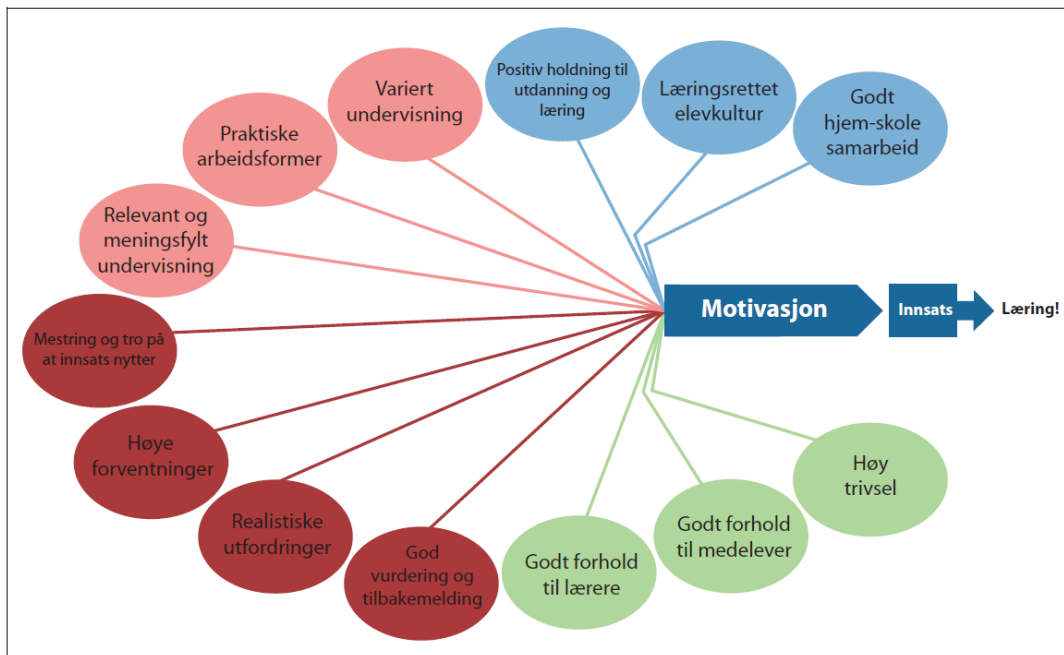 Variert
undervisning
Positiv holdning til
utdanning og
læring
Læringsrettet
elevkultur
Godt
hjem-skole
samarbeid
Praktiske
arbeidsformer
Relevant og
meningsfylt
undervisning
Mestring og tro på
at innsats nytter
Høye
forventninger
Realistiske
utfordringer
God
vurdering og
tilbakemelding
Godt forhold
til lærere
Godt forhold
til medelever
Høy
trivsel
Motivasjon
Innsats
Læring!